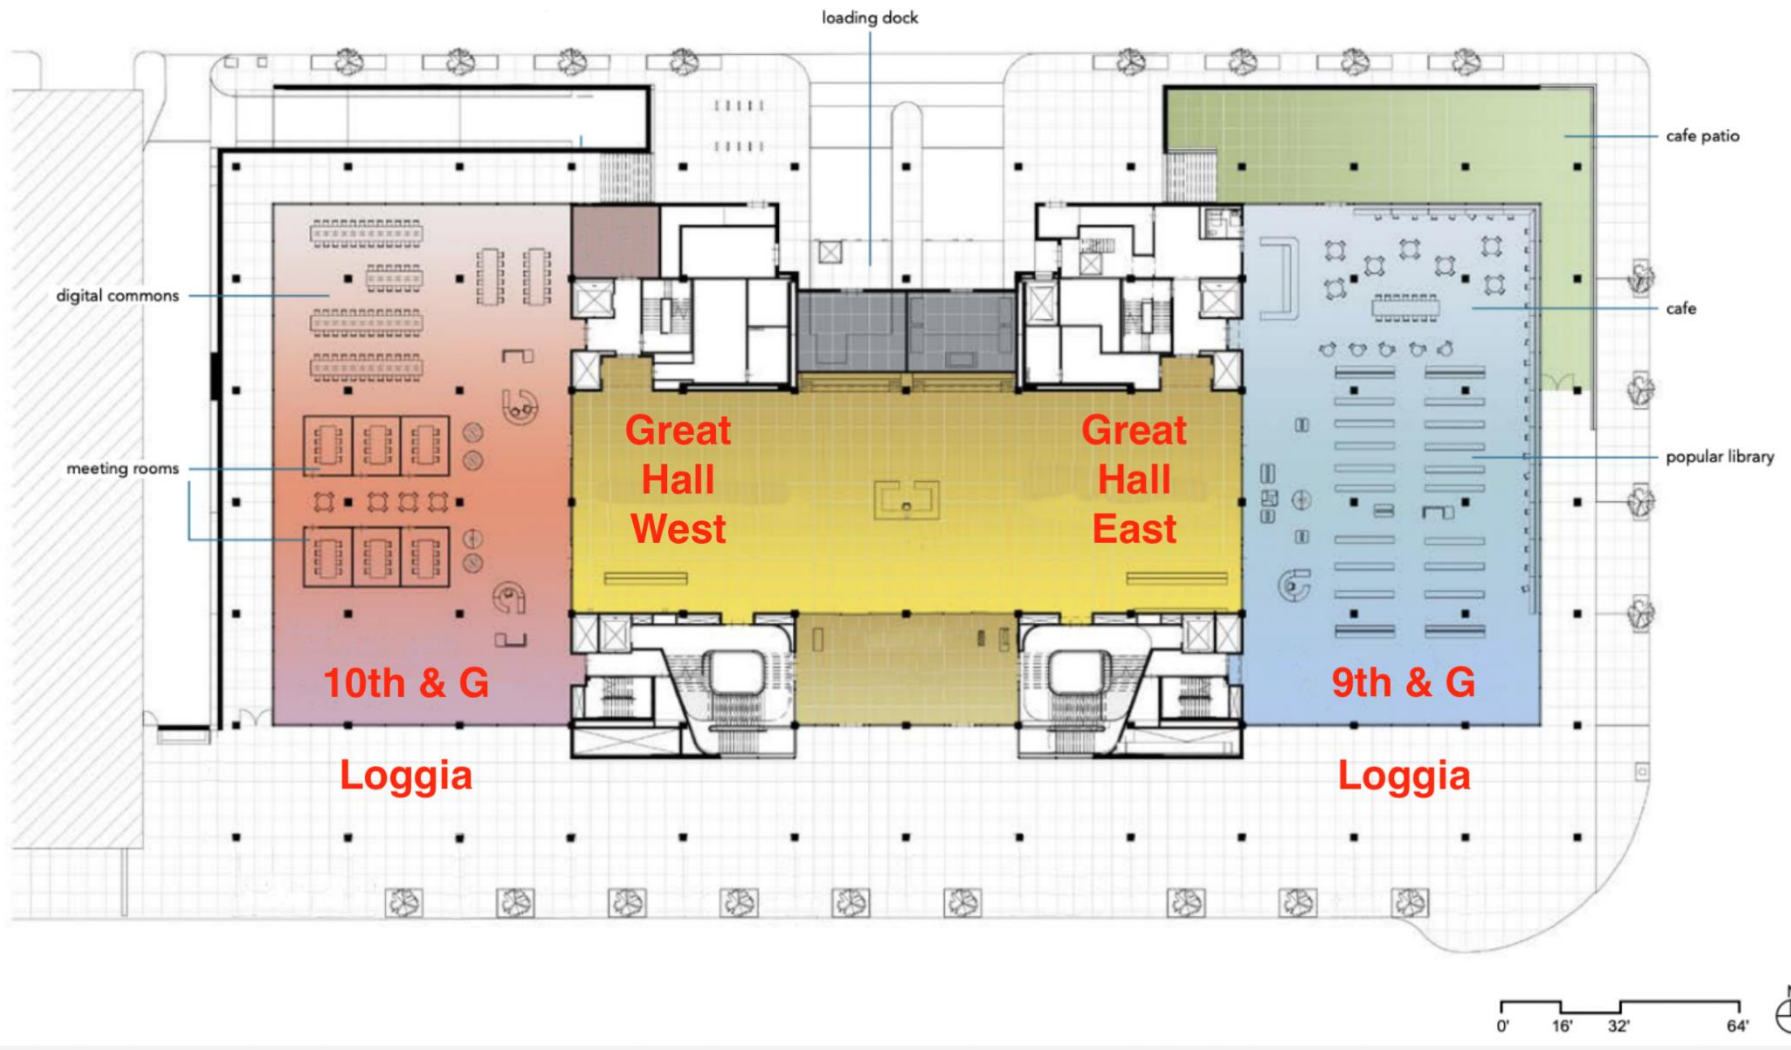 loading dock
cafe patio
digital commons
cafe
Great
Hall
West
Great
Hall
East
popular library
meeting rooms
10th & G
9th & G
Loggia
Loggia
0' 16' 32' 64'